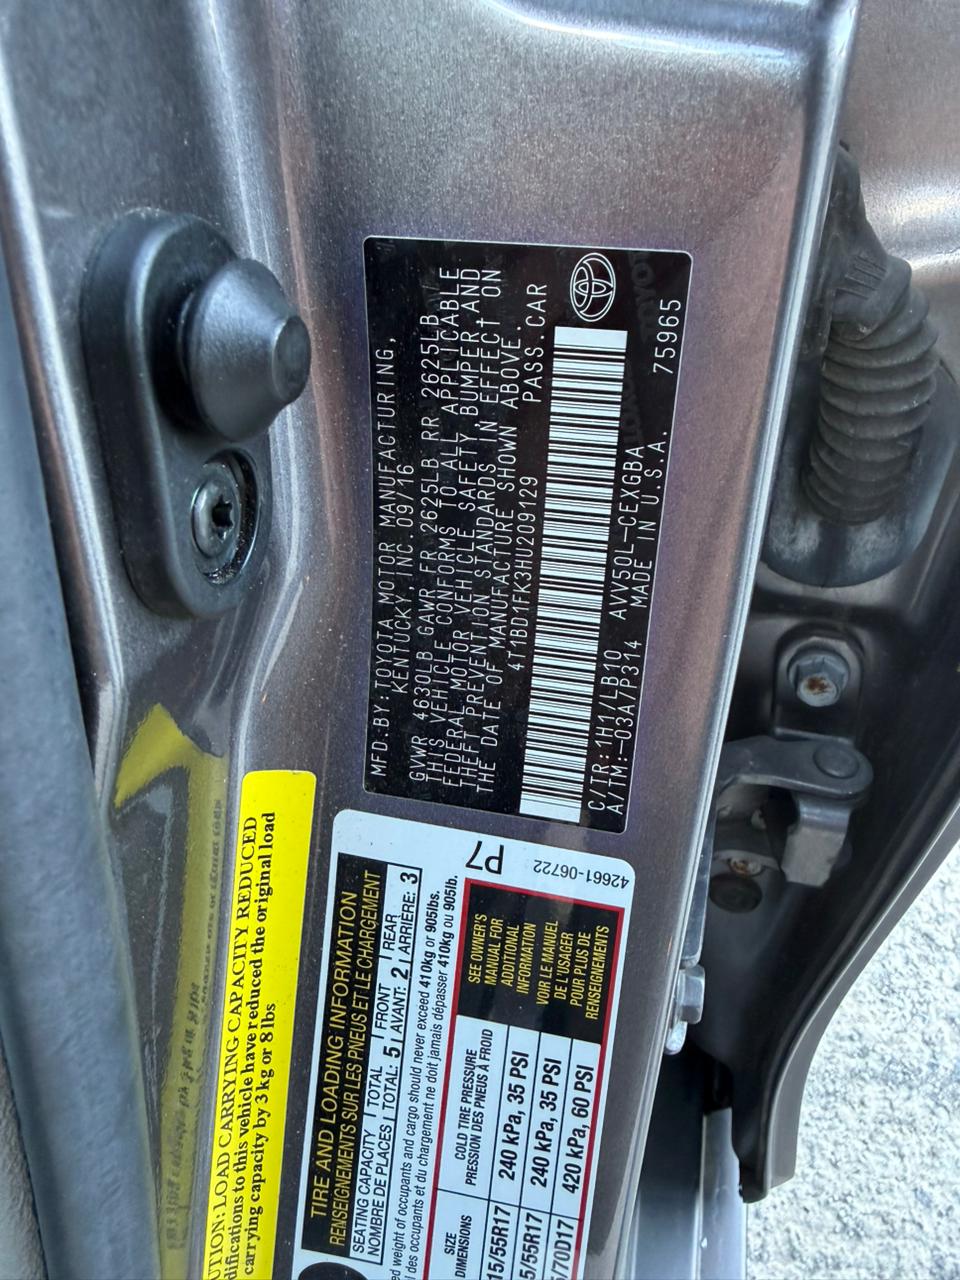 MFD.BY:TOYOTA MOTOR MANUFACTURING,
KENTUCKY, INC.09/16
GVWR 4630LB GAWR FR 2625LB RR 2625LB
THIS VEHICLE CONFORMS TO ALL APPLICABLE
FEDERAL MOTOR VEHICLE SAFETY,BUMPER,AND
THEFT PREVENTION STANDARDS IN EFFECT ON
THE DATE OF MANUFACTURE SHOWN ABOVE.
4T1BD1FK3HU209129 PASS.CAR
C/TR:1H1/LB10 AVV50L-CEXGBA
A/TM:-03A/P314 MADE IN U.S.A. 75965
P7
42661-06722
TIRE AND LOADING INFORMATION
RENSEIGNEMENTS SUR LES PNEUS ET LE CHARGEMENT
SEATING CAPACITY TOTAL FRONT REAR
NOMBRE DE PLACES TOTAL: 5 AVANT: 2 ARRIÈRE: 3
weight of occupants and cargo should never exceed 410kg or 905lbs.
des occupants et du chargement ne doit jamais dépasser 410kg ou 905lb.
SIZE
DIMENSIONS
COLD TIRE PRESSURE
PRESSION DES PNEUS À FROID
15/55R17 240 kPa, 35 PSI
5/55R17 240 kPa, 35 PSI
/70D17 420 kPa, 60 PSI
SEE OWNER'S
MANUAL FOR
ADDITIONAL
INFORMATION
VOIR LE MANUEL
DE L'USAGER
POUR PLUS DE
RENSEIGNEMENTS
UTION: LOAD CARRYING CAPACITY REDUCED
difications to this vehicle have reduced the original load
carrying capacity by 3 kg or 8 lbs